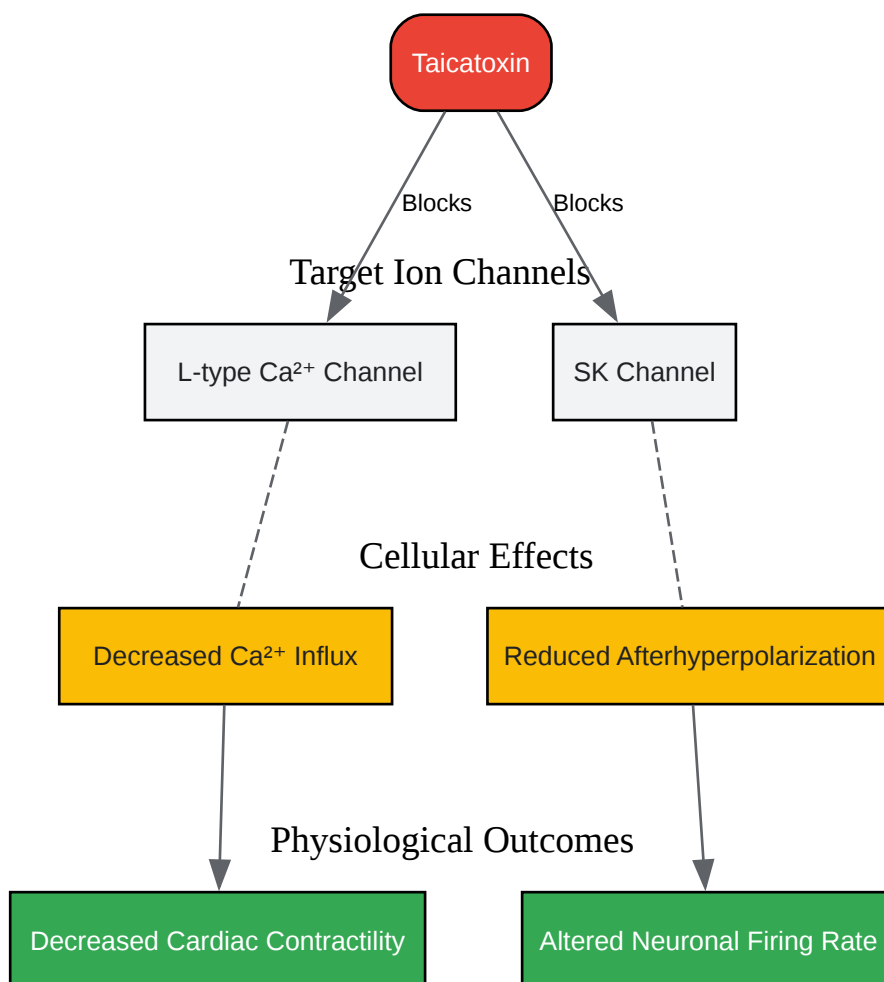 Taicatoxin
Blocks
Blocks
Target Ion Channels
L-type Ca²⁺ Channel
SK Channel
Cellular Effects
Decreased Ca²⁺ Influx
Reduced Afterhyperpolarization
Physiological Outcomes
Decreased Cardiac Contractility
Altered Neuronal Firing Rate